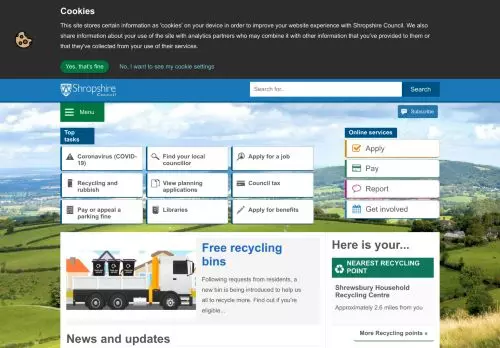 Cookies
This site stores certain information as 'cookies' on your device in order to improve your website experience with Shropshire Council. We also
share information about your use of the site with analytics partners who may combine it with other information that you've provided to them or
that they've collected from your use of their services.
Yes, that's fine
No, I want to see my cookie settings
Shropshire
Council
Search for...
Search
Menu
Subscribe
Top
tasks
Online services
Coronavirus (COVID-
19)
Find your local
councillor
Apply for a job
Recycling and
rubbish
View planning
applications
Council tax
Pay or appeal a
parking fine
Libraries
Apply for benefits
Apply
Pay
Report
Get involved
Free recycling
bins
Following requests from residents, a
new bin is being introduced to help us
all to recycle more. Find out if you're
eligible...
News and updates
Here is your...
NEAREST RECYCLING
POINT
Shrewsbury Household
Recycling Centre
Approximately 2.6 miles from you
More Recycling points »